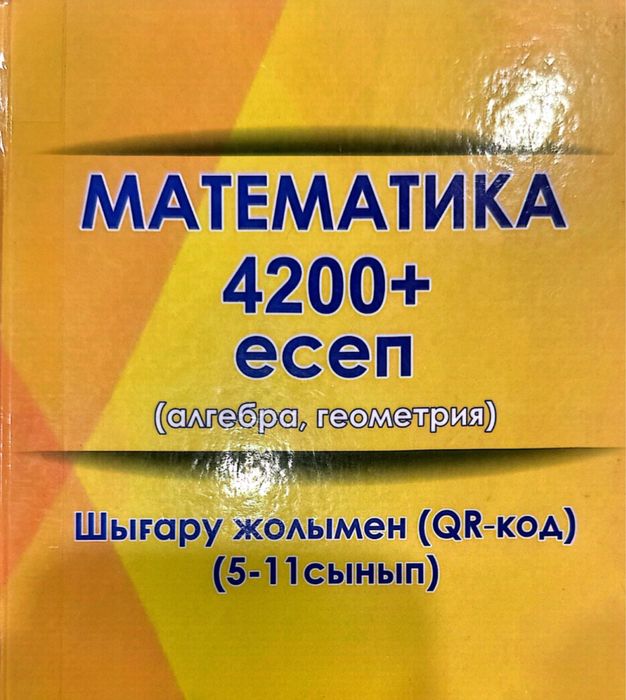 МАТЕМАТИКА
4200+
есеп
(алгебра, геометрия)
Шығару жолымен (QR-код)
(5-11сынып)